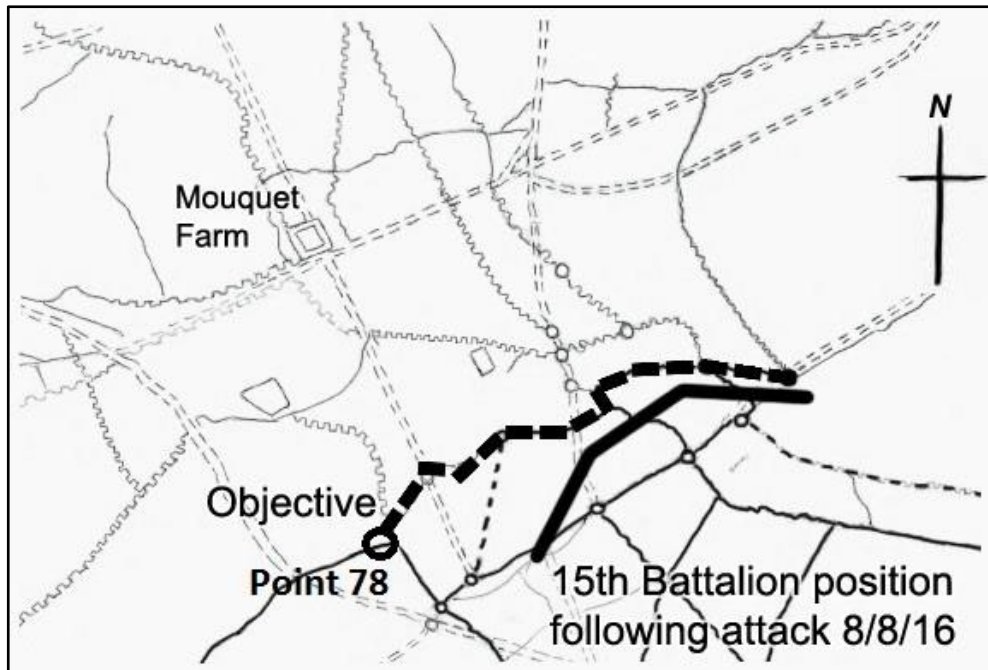 N
Mouquet
Farm
Objective
Point 78
15th Battalion position
following attack 8/8/16